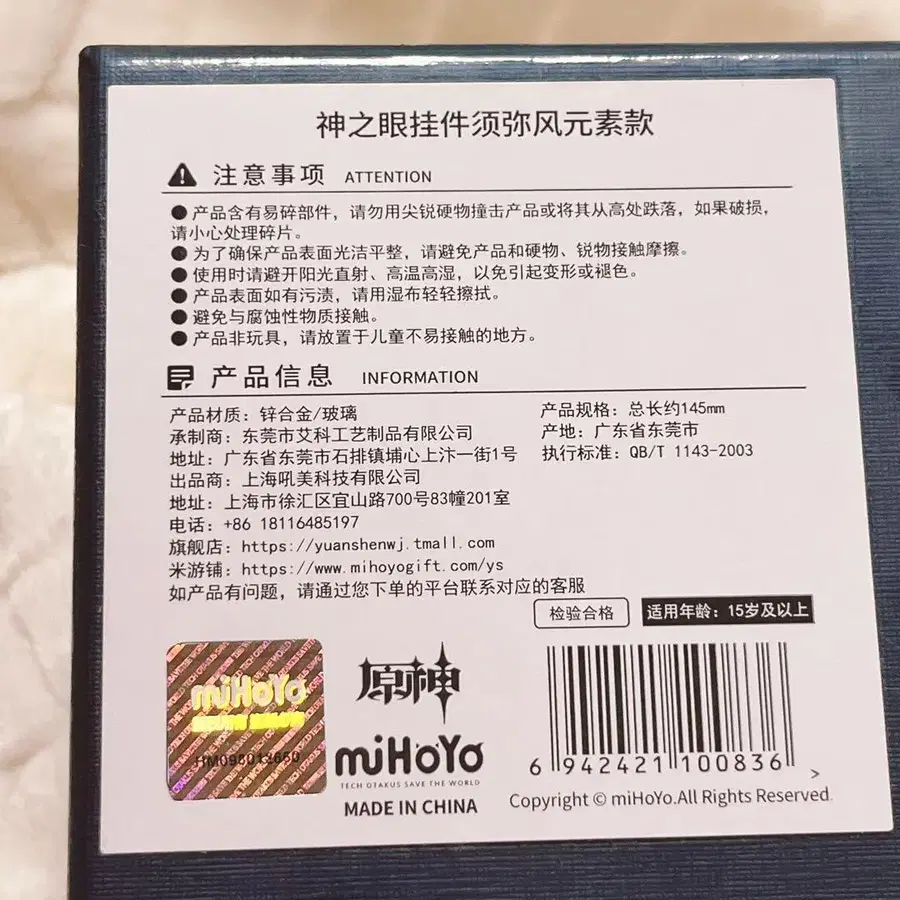 神之眼挂件须弥风元素款
注意事项 ATTENTION
●产品含有易碎部件，请勿用尖锐硬物撞击产品或将其从高处跌落，如果破损，
请小心处理碎片。
●为了确保产品表面光洁平整，请避免产品和硬物、锐物接触摩擦。
●使用时请避开阳光直射、高温高湿，以免引起变形或褪色。
●产品表面如有污渍，请用湿布轻轻擦拭。
●避免与腐蚀性物质接触。
●产品非玩具，请放置于儿童不易接触的地方。
产品信息 INFORMATION
产品材质：锌合金/玻璃
产品规格：总长约145mm
承制商：东莞市艾科工艺制品有限公司
产地：广东省东莞市
地址：广东省东莞市石排镇埔心上汴一街1号
执行标准：QB/T 1143-2003
出品商：上海吼美科技有限公司
地址：上海市徐汇区宜山路700号83幢201室
电话：+86 18116485197
旗舰店：https://yuanshenwj.tmall.com
米游铺：https://www.mihoyogift.com/ys
如产品有问题，请通过您下单的平台联系对应的客服
检验合格
适用年龄：15岁及以上
miHoYo
原神
miHoYo
TECH OTAKUS SAVE THE WORLD
MADE IN CHINA
6 942421 100836 >
Copyright © miHoYo.All Rights Reserved.